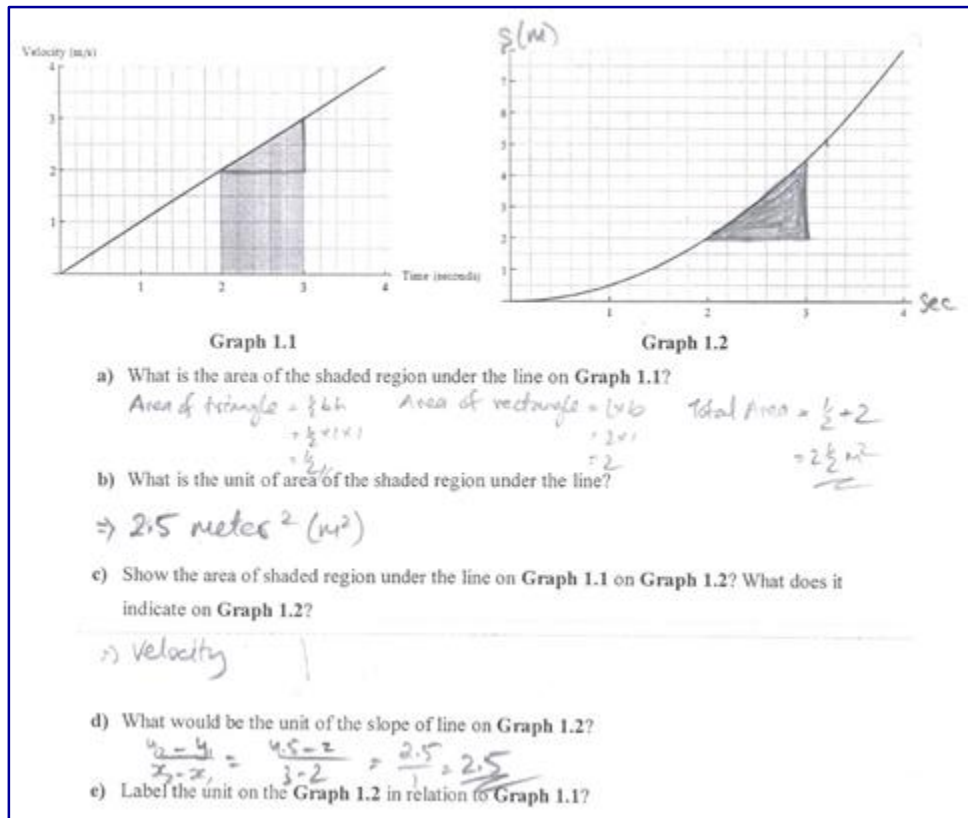 S(m)
Velocity (m/s)
4
3
2
1
1 2 3 4
Time (seconds)
7
6
5
4
3
2
1
1 2 3 4
sec
Graph 1.1
Graph 1.2
a) What is the area of the shaded region under the line on Graph 1.1?
Area of triangle = ½bh Area of rectangle = l×b Total Area = ½+2
= ½×1×1 = 2×1 = 2½ m²
= ½ = 2
b) What is the unit of area of the shaded region under the line?
⇒ 2.5 meter² (m²)
c) Show the area of shaded region under the line on Graph 1.1 on Graph 1.2? What does it
indicate on Graph 1.2?
⇒ Velocity
d) What would be the unit of the slope of line on Graph 1.2?
y₂ - y₁ / x₂ - x₁ = 4.5 - 2 / 3 - 2 = 2.5 / 1 = 2.5
e) Label the unit on the Graph 1.2 in relation to Graph 1.1?